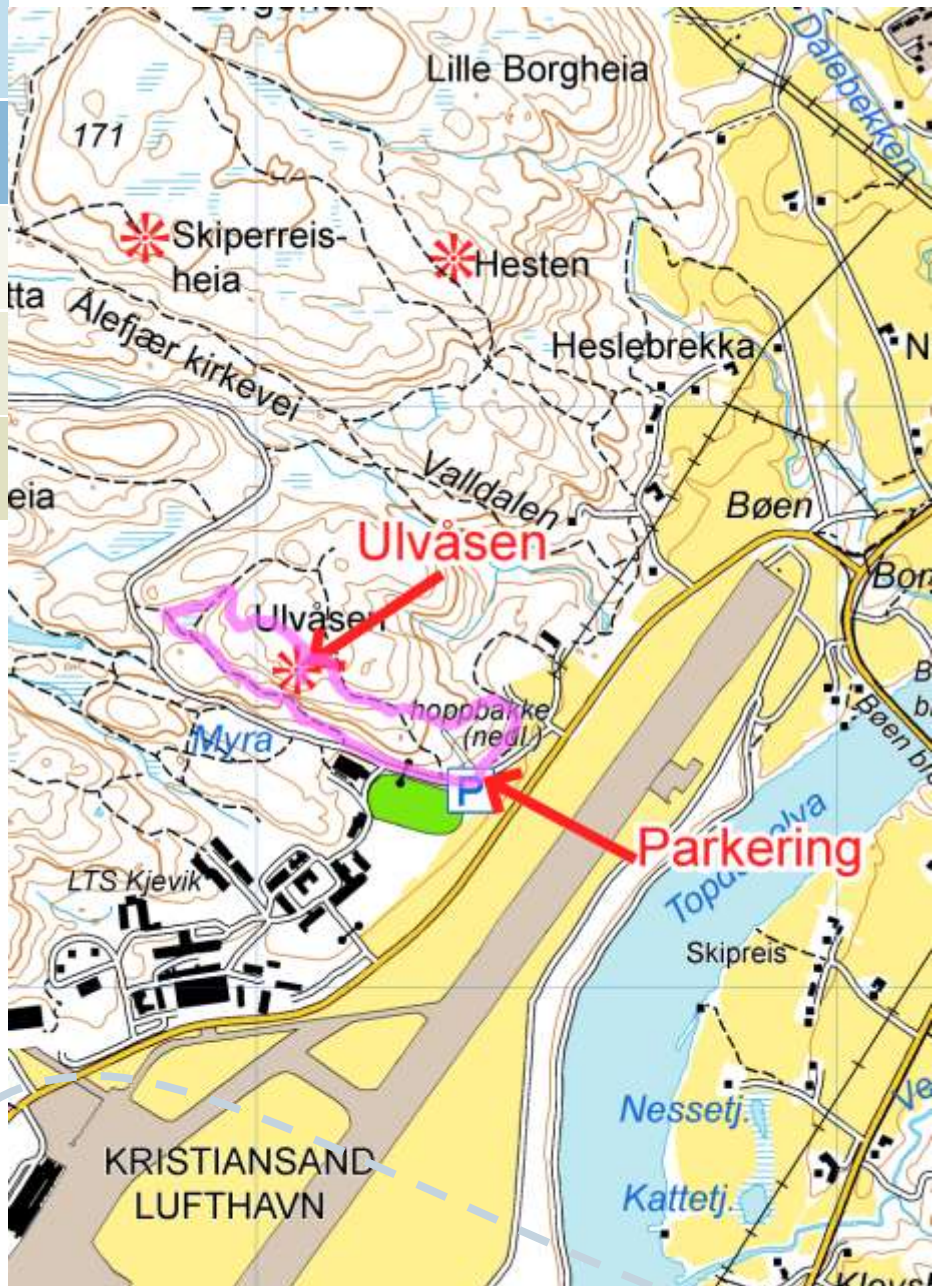 Lille Borgheia
Dalebekken
171
Skiperreis-
heia
Hesten
Ålefjær kirkevei
Heslebrekka
Valldalen
Bøen
Ulvåsen
Ulvåsen
hoppbakke
(nedl.)
Myra
P
Parkering
LTS Kjevik
Skipreis
Nessetj.
Kattetj.
KRISTIANSAND
LUFTHAVN